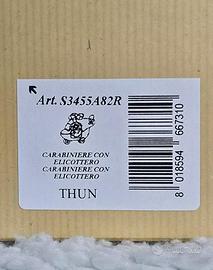 Art. S3455A82R
CARABINIERE CON
ELICOTTERO
CARABINIERE CON
ELICOTTERO
THUN
8 018594 667310